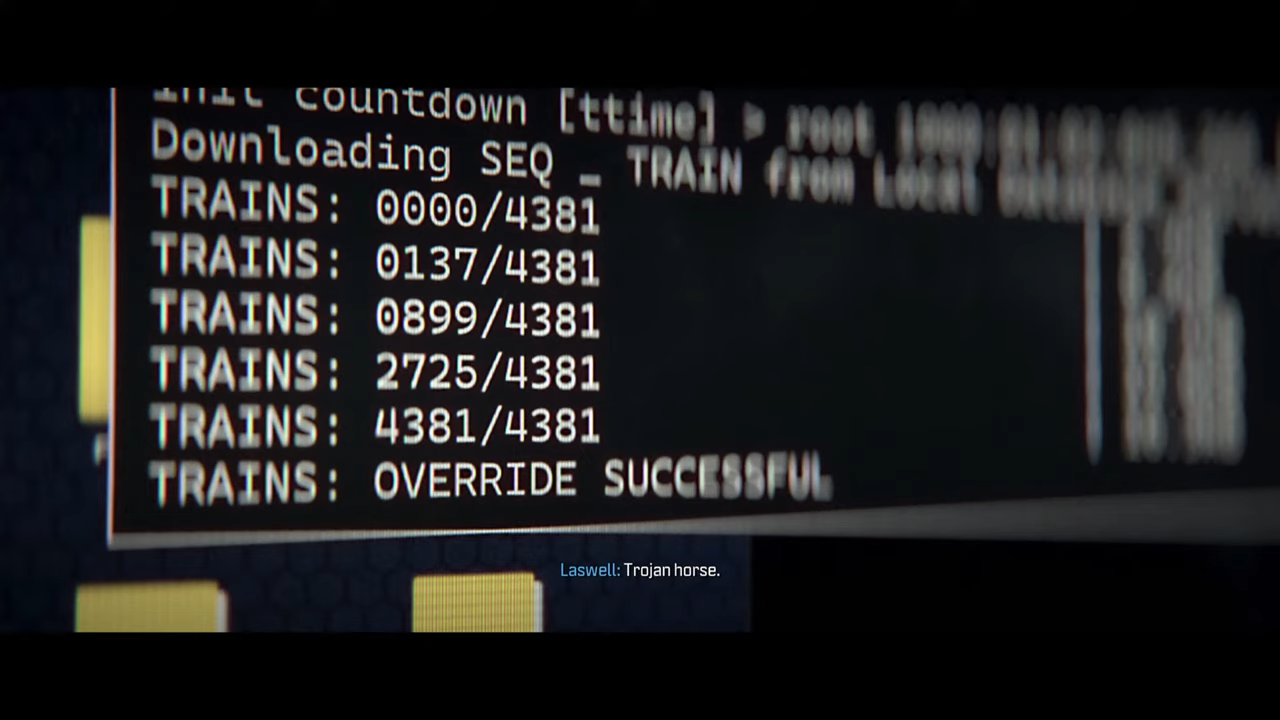 Init countdown [ttime] > root
Downloading SEQ _ TRAIN from Local Database
TRAINS: 0000/4381
TRAINS: 0137/4381
TRAINS: 0899/4381
TRAINS: 2725/4381
TRAINS: 4381/4381
TRAINS: OVERRIDE SUCCESSFUL
Laswell: Trojan horse.